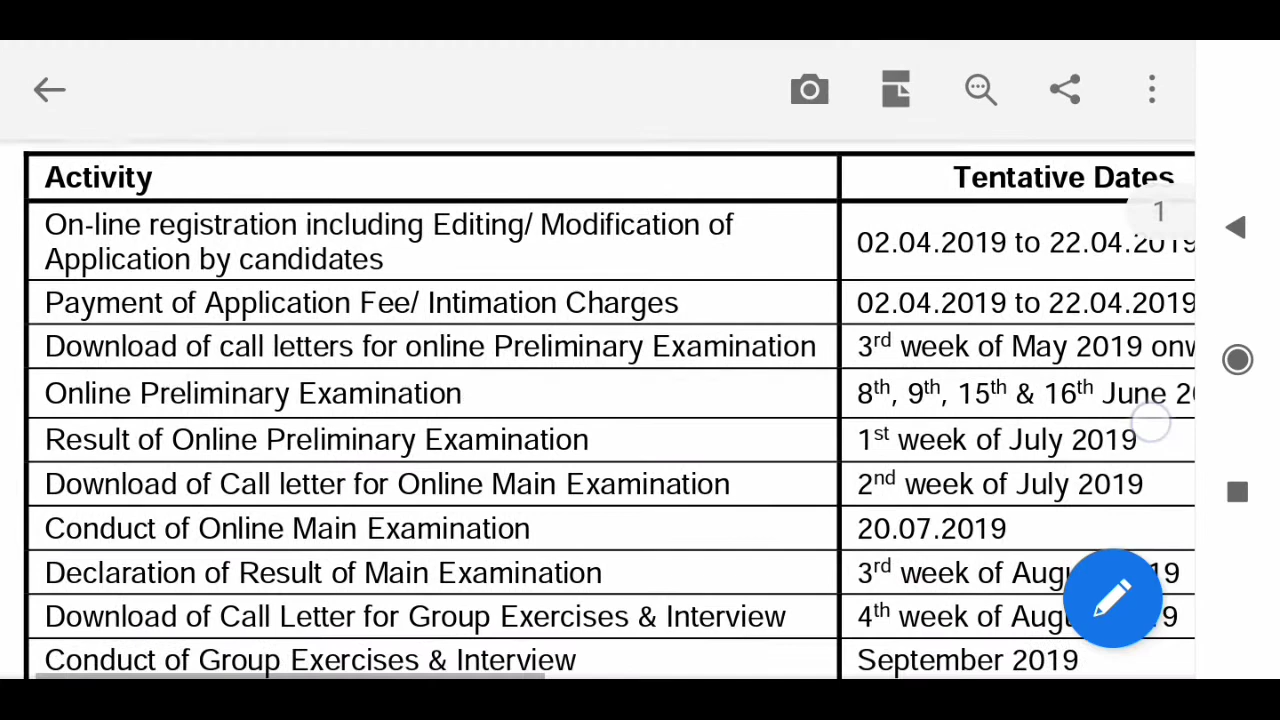 Activity Tentative Dates
1
On-line registration including Editing/ Modification of
Application by candidates
02.04.2019 to 22.04.2019
Payment of Application Fee/ Intimation Charges 02.04.2019 to 22.04.2019
Download of call letters for online Preliminary Examination 3rd week of May 2019
Online Preliminary Examination 8th, 9th, 15th & 16th June
Result of Online Preliminary Examination 1st week of July 2019
Download of Call letter for Online Main Examination 2nd week of July 2019
Conduct of Online Main Examination 20.07.2019
Declaration of Result of Main Examination 3rd week of
Download of Call Letter for Group Exercises & Interview 4th week of
Conduct of Group Exercises & Interview September 2019